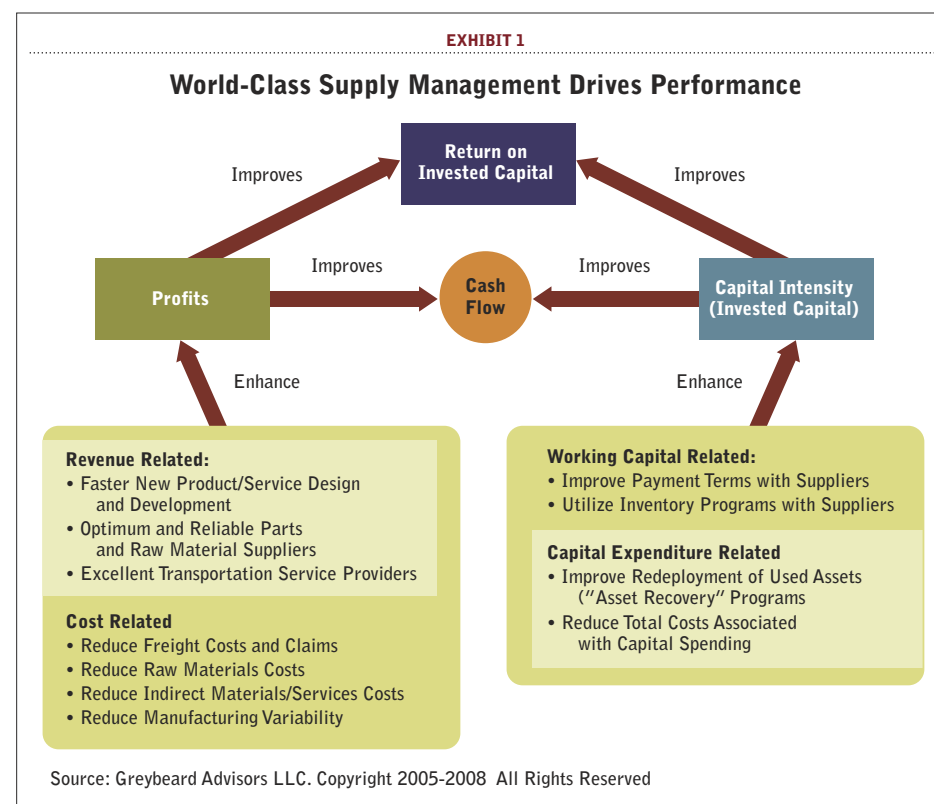 EXHIBIT 1
World-Class Supply Management Drives Performance
Return on
Invested Capital
Improves
Improves
Profits
Improves
Cash
Flow
Improves
Capital Intensity
(Invested Capital)
Enhance
Enhance
Revenue Related:
• Faster New Product/Service Design
and Development
• Optimum and Reliable Parts
and Raw Material Suppliers
• Excellent Transportation Service Providers
Cost Related
• Reduce Freight Costs and Claims
• Reduce Raw Materials Costs
• Reduce Indirect Materials/Services Costs
• Reduce Manufacturing Variability
Working Capital Related:
• Improve Payment Terms with Suppliers
• Utilize Inventory Programs with Suppliers
Capital Expenditure Related
• Improve Redeployment of Used Assets
("Asset Recovery" Programs
• Reduce Total Costs Associated
with Capital Spending
Source: Greybeard Advisors LLC. Copyright 2005-2008 All Rights Reserved